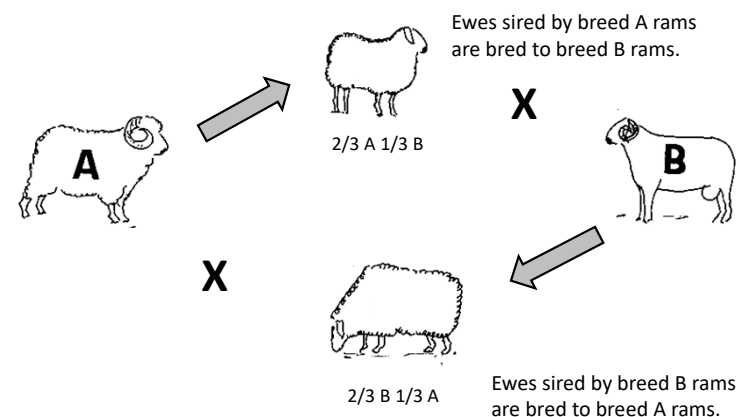 Ewes sired by breed A rams
are bred to breed B rams.
X
2/3 A 1/3 B
A
B
X
2/3 B 1/3 A
Ewes sired by breed B rams
are bred to breed A rams.